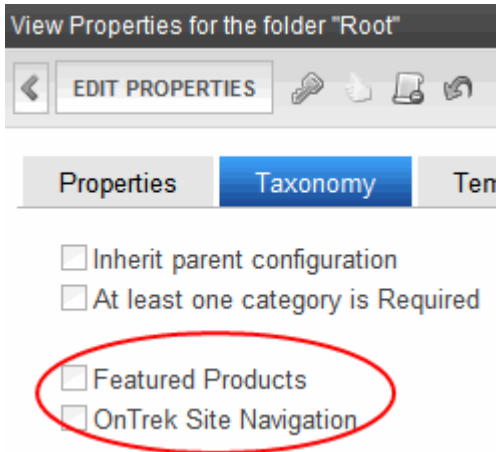 View Properties for the folder "Root"
EDIT PROPERTIES
Properties Taxonomy Tem
Inherit parent configuration
At least one category is Required
Featured Products
OnTrek Site Navigation